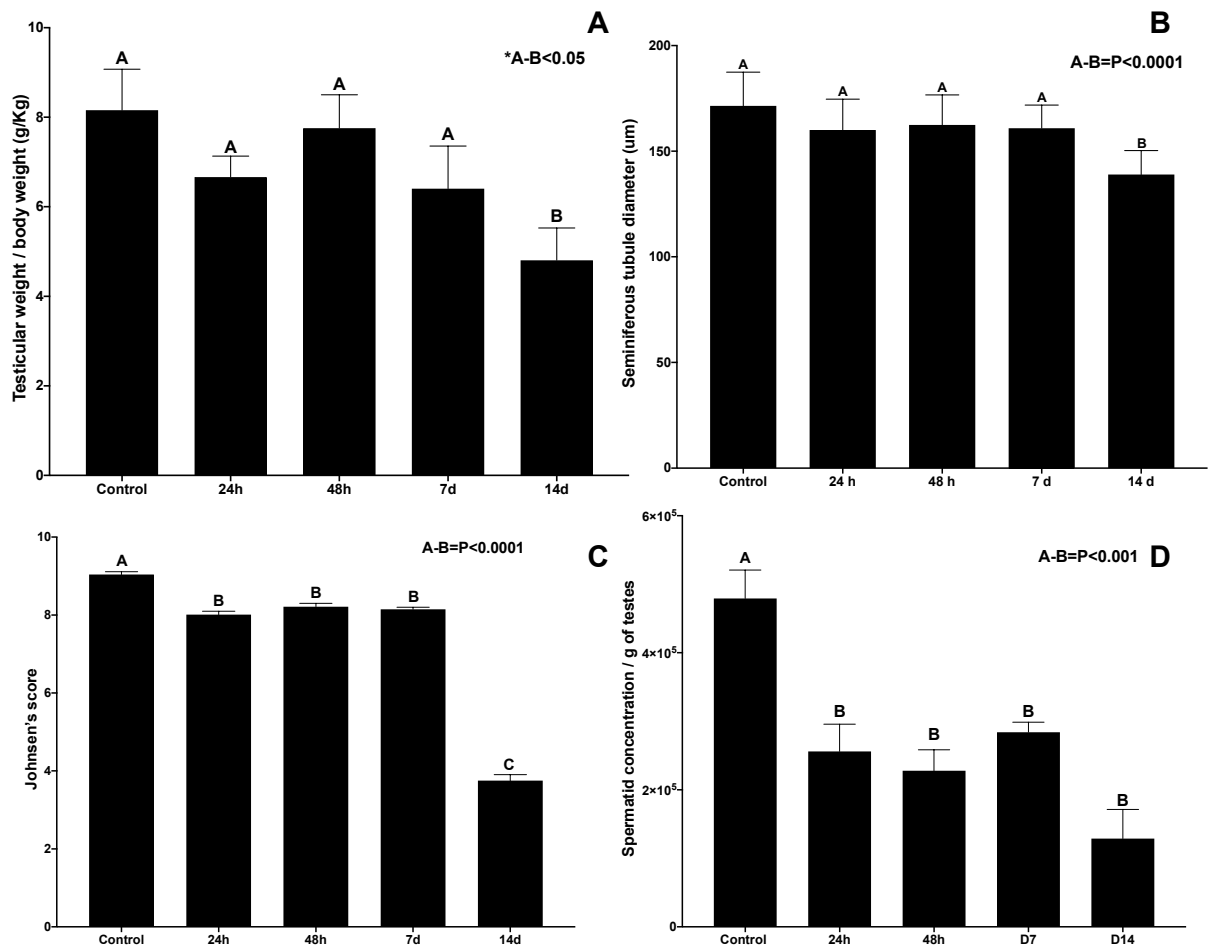 A
*A-B<0.05
Testicular weight / body weight (g/Kg)
10
8
6
4
2
0
A
A
A
A
B
Control 24h 48h 7d 14d
B
A-B=P<0.0001
Seminiferous tubule diameter (um)
200
150
100
50
0
A
A
A
A
B
Control 24 h 48 h 7 d 14 d
C
A-B=P<0.0001
Johnsen's score
10
8
6
4
2
0
A
B
B
B
C
Control 24h 48h 7d 14d
D
A-B=P<0.001
Spermatid concentration / g of testes
6×10⁵
4×10⁵
2×10⁵
0
A
B
B
B
B
Control 24h 48h D7 D14